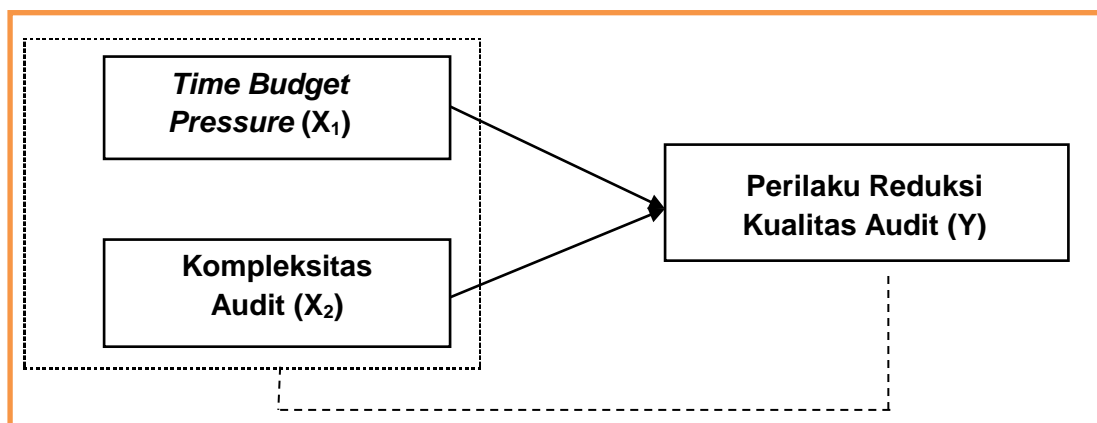 Time Budget
Pressure (X₁)
Perilaku Reduksi
Kualitas Audit (Y)
Kompleksitas
Audit (X₂)